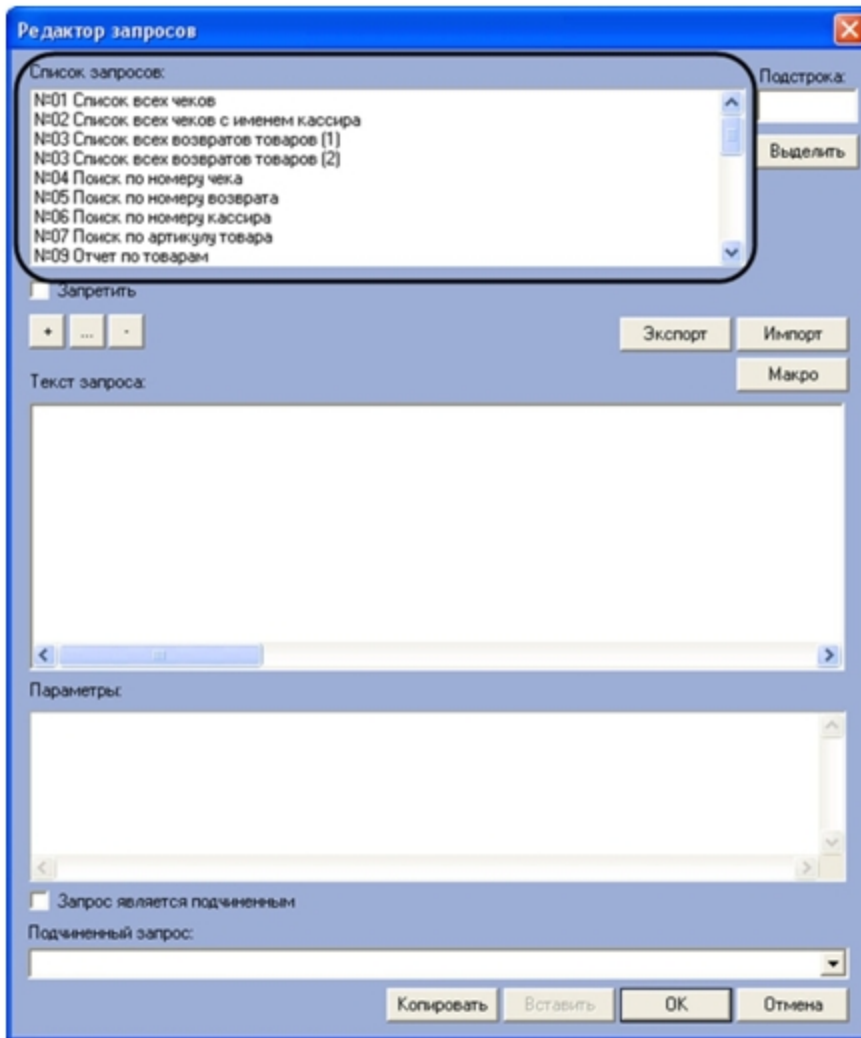 Редактор запросов
Список запросов:
Подстрока:
№01 Список всех чеков
№02 Список всех чеков с именем кассира
№03 Список всех возвратов товаров (1)
№03 Список всех возвратов товаров (2)
№04 Поиск по номеру чека
№05 Поиск по номеру возврата
№06 Поиск по номеру кассира
№07 Поиск по артикулу товара
№09 Отчет по товарам
Выделить
Запретить
+ ... -
Экспорт Импорт
Макро
Текст запроса:
Параметры:
Запрос является подчиненным
Подчиненный запрос:
Копировать Вставить OK Отмена